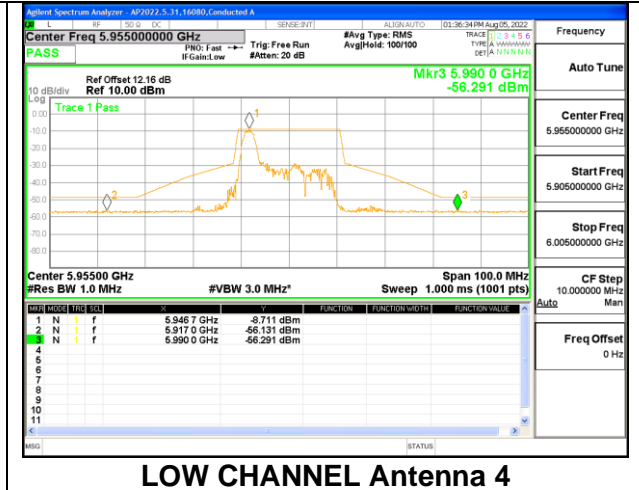 Agilent Spectrum Analyzer - AP2022.5.31,16080,Conducted A
L RF 50 Ω DC SENSE:INT ALIGNAUTO 01:36:34 PM Aug 05, 2022
Center Freq 5.955000000 GHz #Avg Type: RMS TRACE 1 2 3 4 5 6
PASS PNO: Fast Trig: Free Run Avg|Hold: 100/100 TYPE A WWWWW
IFGain:Low #Atten: 20 dB DET A N N N N N
Ref Offset 12.16 dB Mkr3 5.990 0 GHz
10 dB/div Ref 10.00 dBm -56.291 dBm
Log
Trace 1 Pass
0.00
-10.0
-20.0
-30.0
-40.0
-50.0
-60.0
-70.0
-80.0
1
2
3
Center 5.95500 GHz Span 100.0 MHz
#Res BW 1.0 MHz #VBW 3.0 MHz* Sweep 1.000 ms (1001 pts)
MKR MODE TRC SCL X Y FUNCTION FUNCTION WIDTH FUNCTION VALUE
1 N 1 f 5.946 7 GHz -8.711 dBm
2 N 1 f 5.917 0 GHz -56.131 dBm
3 N 1 f 5.990 0 GHz -56.291 dBm
4
5
6
7
8
9
10
11
MSG STATUS
Frequency
Auto Tune
Center Freq
5.955000000 GHz
Start Freq
5.905000000 GHz
Stop Freq
6.005000000 GHz
CF Step
10.000000 MHz
Auto Man
Freq Offset
0 Hz
LOW CHANNEL Antenna 4